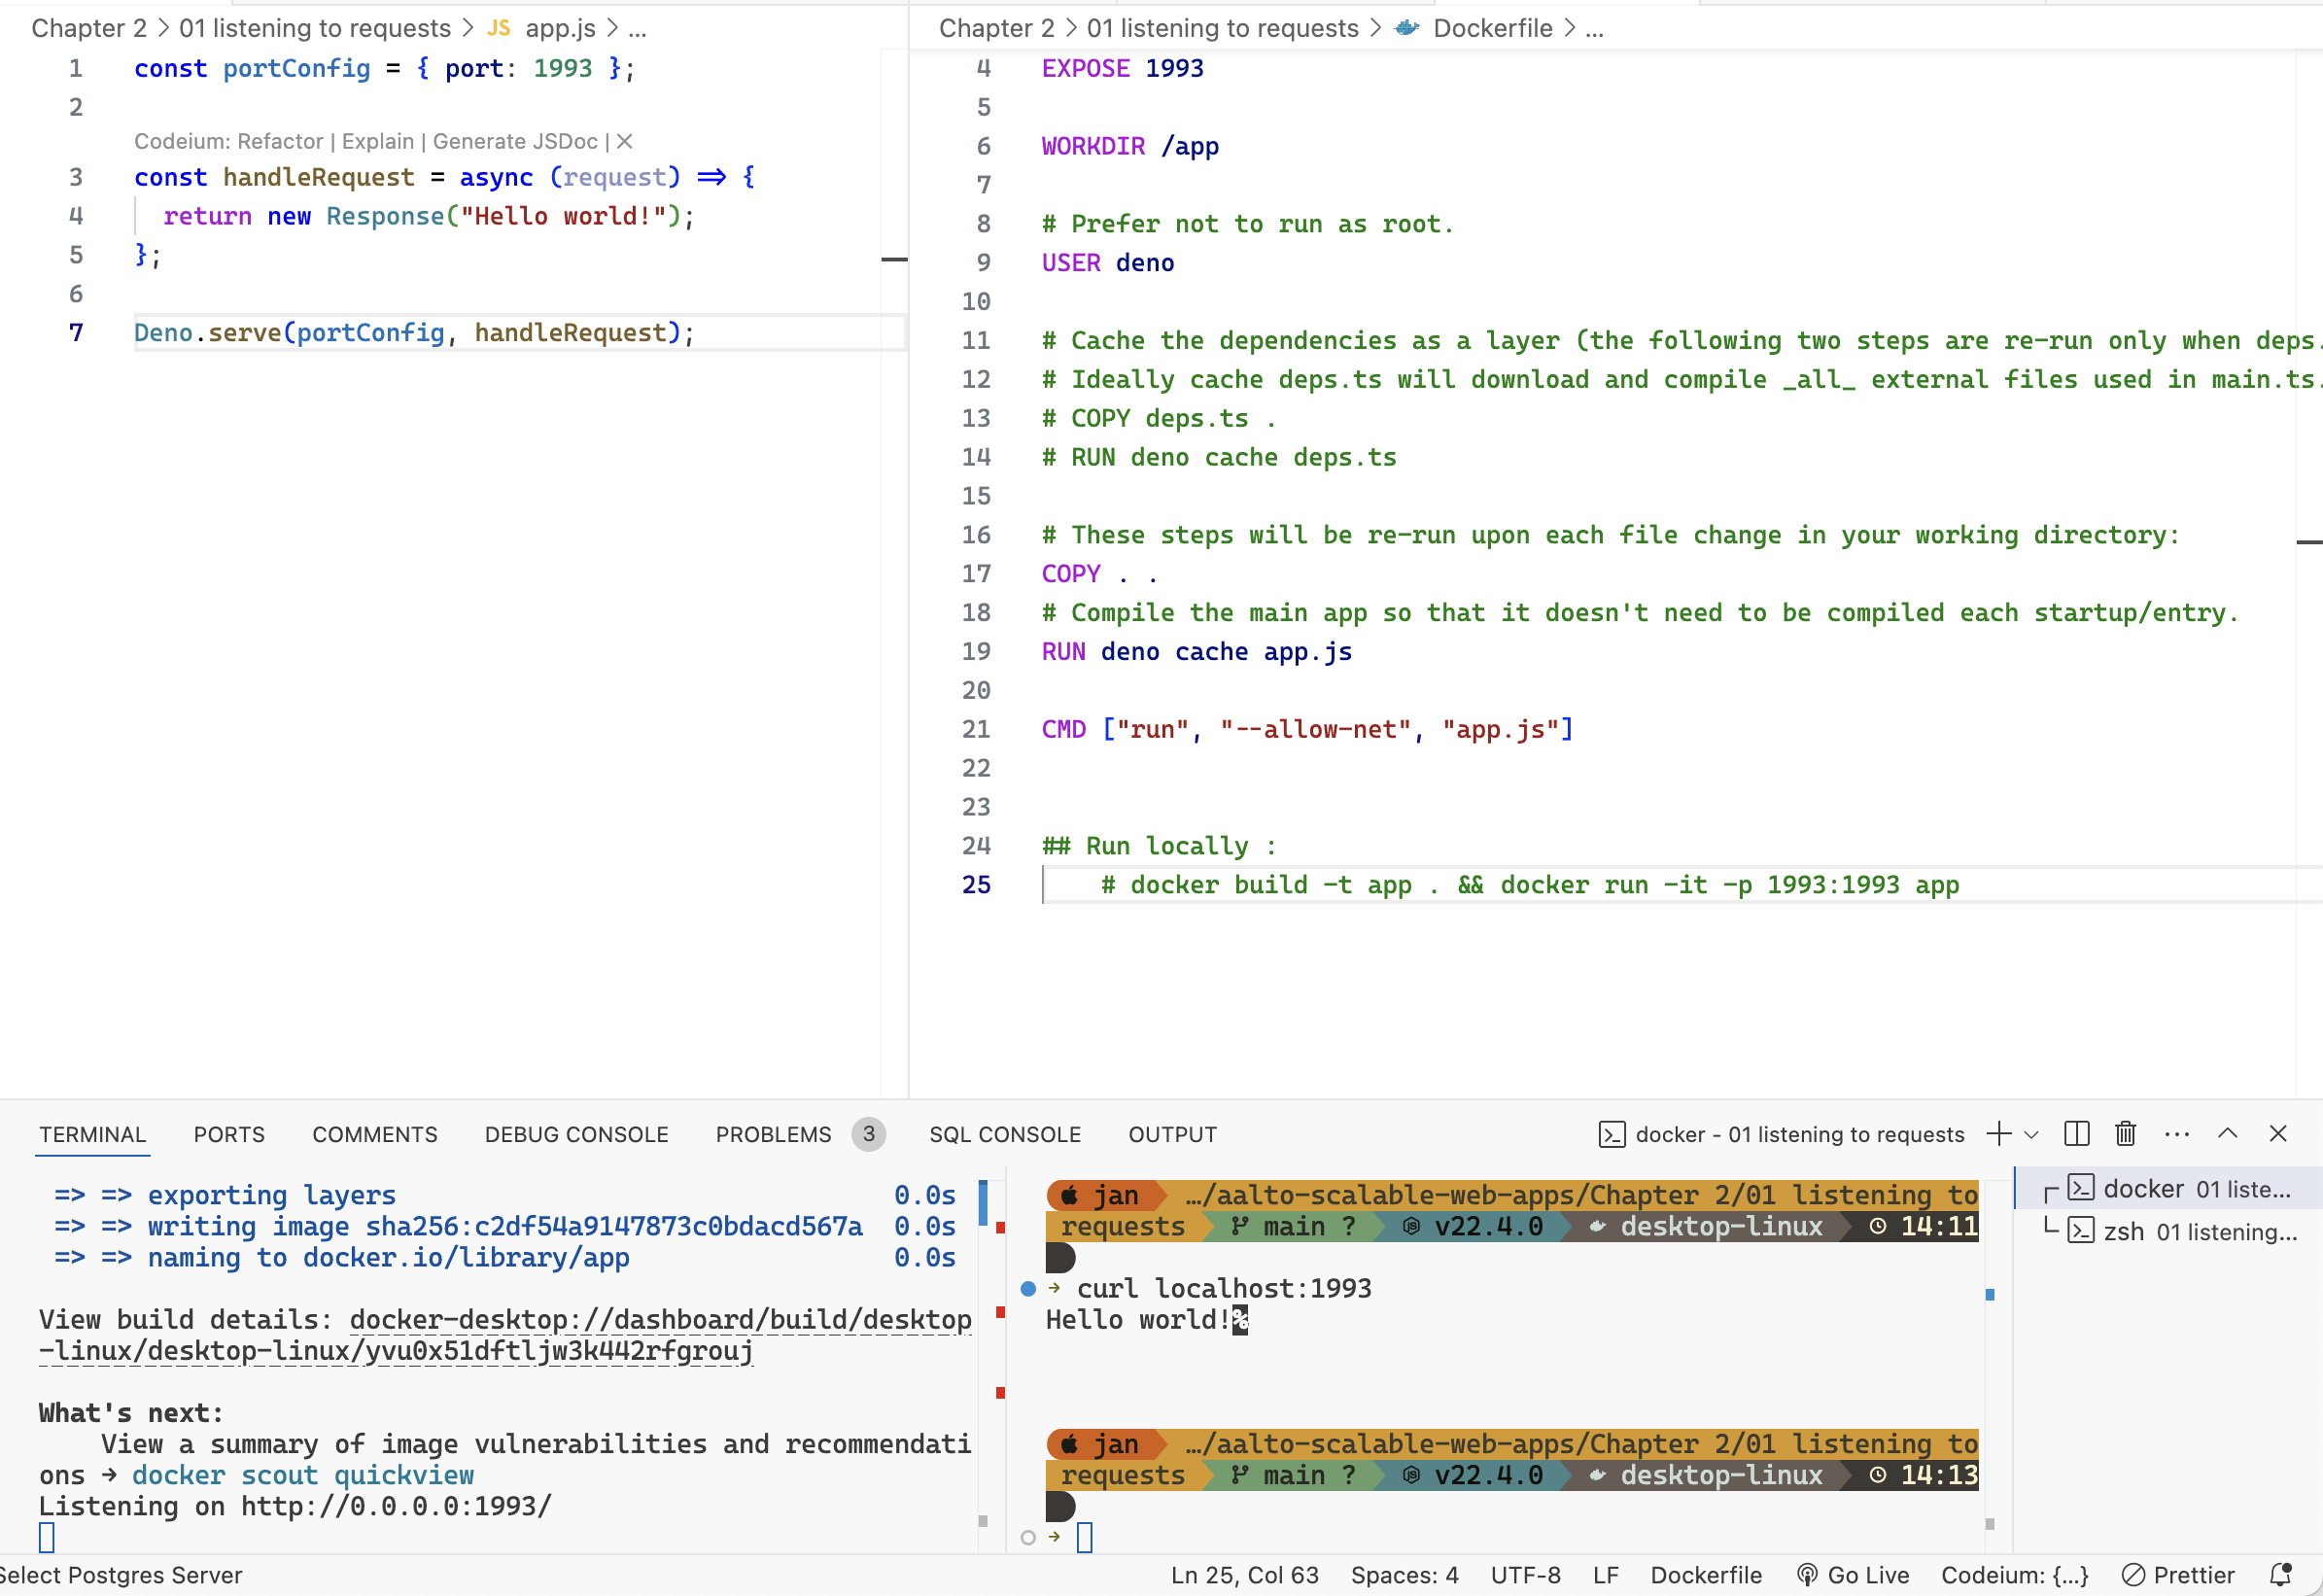 Chapter 2 > 01 listening to requests > JS app.js > ...
1 const portConfig = { port: 1993 };
2
Codeium: Refactor | Explain | Generate JSDoc | ×
3 const handleRequest = async (request) => {
4 return new Response("Hello world!");
5 };
6
7 Deno.serve(portConfig, handleRequest);
Chapter 2 > 01 listening to requests > Dockerfile > ...
4 EXPOSE 1993
5
6 WORKDIR /app
7
8 # Prefer not to run as root.
9 USER deno
10
11 # Cache the dependencies as a layer (the following two steps are re-run only when deps.
12 # Ideally cache deps.ts will download and compile _all_ external files used in main.ts.
13 # COPY deps.ts .
14 # RUN deno cache deps.ts
15
16 # These steps will be re-run upon each file change in your working directory:
17 COPY . .
18 # Compile the main app so that it doesn't need to be compiled each startup/entry.
19 RUN deno cache app.js
20
21 CMD ["run", "--allow-net", "app.js"]
22
23
24 ## Run locally :
25 # docker build -t app . && docker run -it -p 1993:1993 app
TERMINAL PORTS COMMENTS DEBUG CONSOLE PROBLEMS 3 SQL CONSOLE OUTPUT
docker - 01 listening to requests
=> => exporting layers 0.0s
=> => writing image sha256:c2df54a9147873c0bdacd567a 0.0s
=> => naming to docker.io/library/app 0.0s
View build details: docker-desktop://dashboard/build/desktop
-linux/desktop-linux/yvu0x51dftljw3k442rfgrouj
What's next:
View a summary of image vulnerabilities and recommendati
ons → docker scout quickview
Listening on http://0.0.0.0:1993/
jan …/aalto-scalable-web-apps/Chapter 2/01 listening to
requests main ? v22.4.0 desktop-linux 14:11
→ curl localhost:1993
Hello world!%
jan …/aalto-scalable-web-apps/Chapter 2/01 listening to
requests main ? v22.4.0 desktop-linux 14:13
→
docker 01 liste...
zsh 01 listening...
Select Postgres Server
Ln 25, Col 63 Spaces: 4 UTF-8 LF Dockerfile Go Live Codeium: {...} Prettier